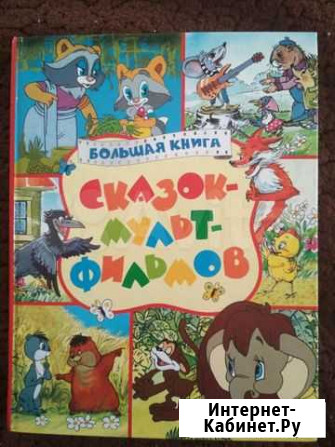 БОЛЬШАЯ КНИГА
СКАЗОК-
МУЛЬТ-
ФИЛЬМОВ
Интернет-
Кабинет.Ру